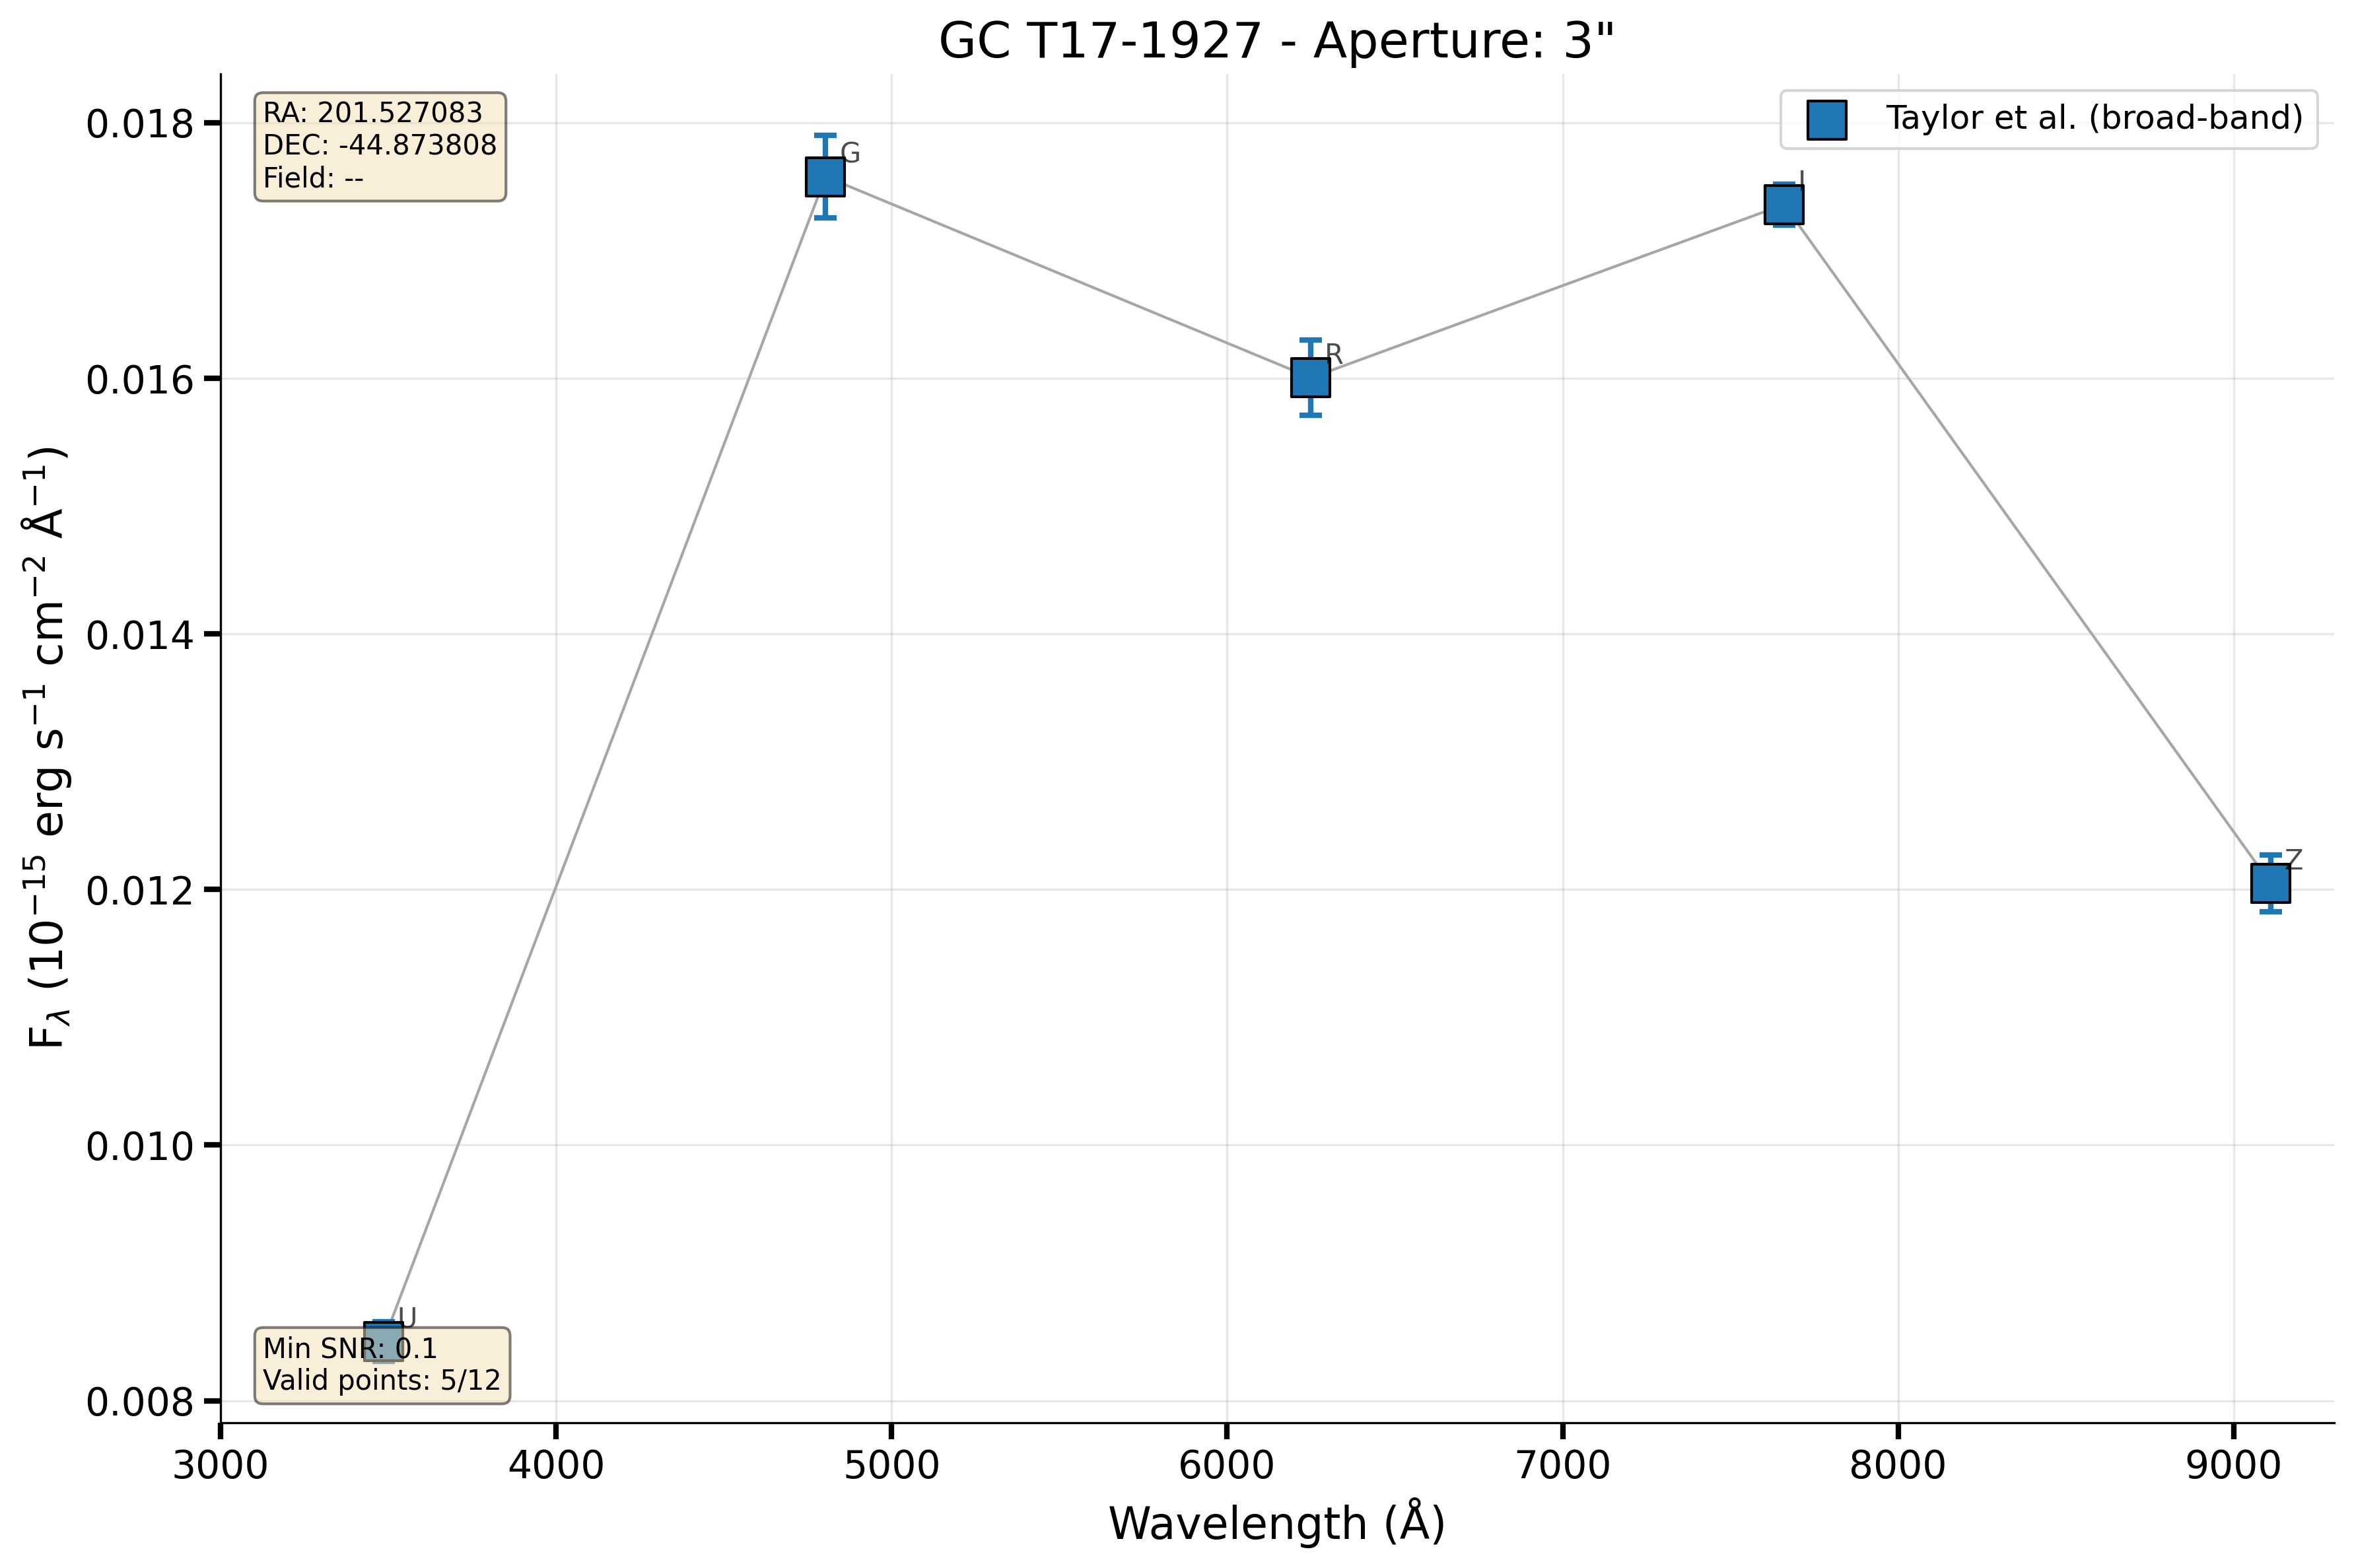 GC T17-1927 - Aperture: 3"
RA: 201.527083
DEC: -44.873808
Field: --
Taylor et al. (broad-band)
G
I
R
Z
U
Min SNR: 0.1
Valid points: 5/12
0.018
0.016
0.014
0.012
0.010
0.008
F_λ (10⁻¹⁵ erg s⁻¹ cm⁻² Å⁻¹)
3000 4000 5000 6000 7000 8000 9000
Wavelength (Å)